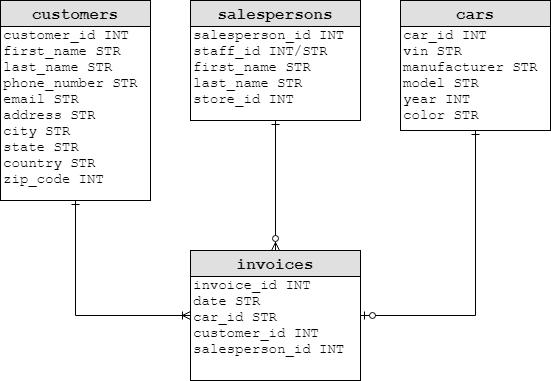 customers
customer_id INT
first_name STR
last_name STR
phone_number STR
email STR
address STR
city STR
state STR
country STR
zip_code INT
salespersons
salesperson_id INT
staff_id INT/STR
first_name STR
last_name STR
store_id INT
cars
car_id INT
vin STR
manufacturer STR
model STR
year INT
color STR
invoices
invoice_id INT
date STR
car_id STR
customer_id INT
salesperson_id INT